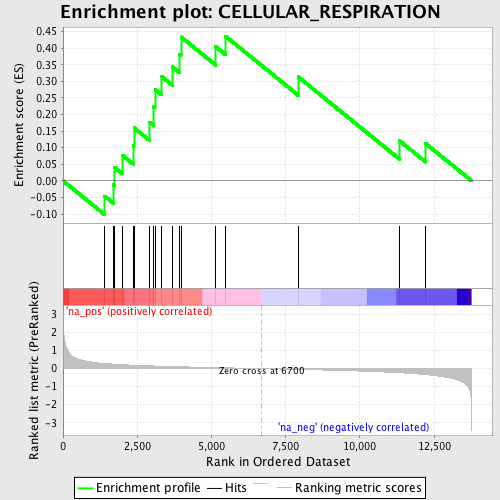 Enrichment plot: CELLULAR_RESPIRATION
Enrichment score (ES)
0.45
0.40
0.35
0.30
0.25
0.20
0.15
0.10
0.05
0.00
-0.05
-0.10
'na_pos' (positively correlated)
Ranked list metric (PreRanked)
3
2
1
0
-1
-2
-3
Zero cross at 6700
'na_neg' (negatively correlated)
0 2,500 5,000 7,500 10,000 12,500
Rank in Ordered Dataset
Enrichment profile Hits Ranking metric scores